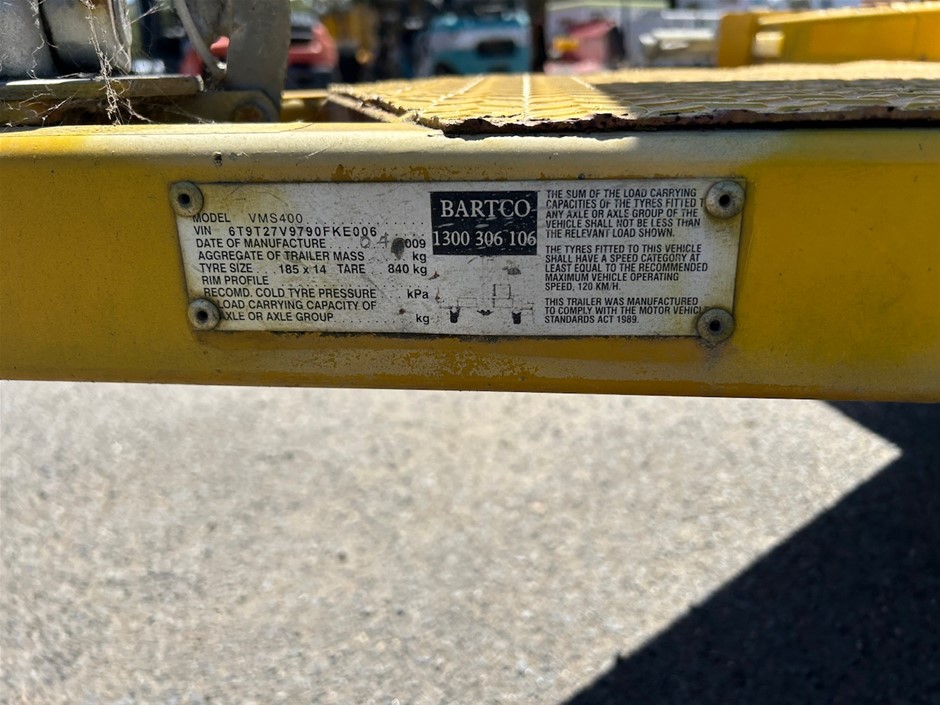 MODEL VMS400
VIN 6T9T27V9790FKE006
DATE OF MANUFACTURE 04 009
AGGREGATE OF TRAILER MASS kg
TYRE SIZE 185 x 14 TARE 840 kg
RIM PROFILE
RECOMD. COLD TYRE PRESSURE kPa
LOAD CARRYING CAPACITY OF
AXLE OR AXLE GROUP kg
BARTCO
1300 306 106
THE SUM OF THE LOAD CARRYING
CAPACITIES OF THE TYRES FITTED T
ANY AXLE OR AXLE GROUP OF THE
VEHICLE SHALL NOT BE LESS THAN
THE RELEVANT LOAD SHOWN.
THE TYRES FITTED TO THIS VEHICLE
SHALL HAVE A SPEED CATEGORY AT
LEAST EQUAL TO THE RECOMMENDED
MAXIMUM VEHICLE OPERATING
SPEED, 120 KM/H.
THIS TRAILER WAS MANUFACTURED
TO COMPLY WITH THE MOTOR VEHICL
STANDARDS ACT 1989.